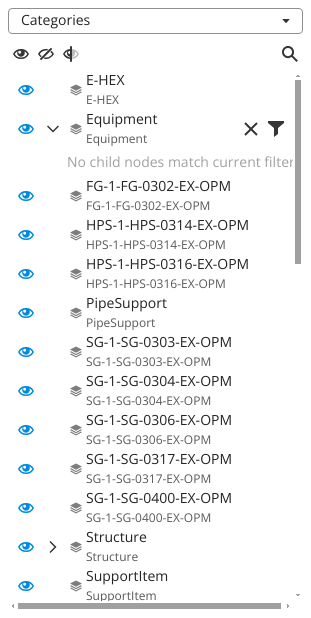 Categories
E-HEX
E-HEX
Equipment
Equipment
No child nodes match current filter
FG-1-FG-0302-EX-OPM
FG-1-FG-0302-EX-OPM
HPS-1-HPS-0314-EX-OPM
HPS-1-HPS-0314-EX-OPM
HPS-1-HPS-0316-EX-OPM
HPS-1-HPS-0316-EX-OPM
PipeSupport
PipeSupport
SG-1-SG-0303-EX-OPM
SG-1-SG-0303-EX-OPM
SG-1-SG-0304-EX-OPM
SG-1-SG-0304-EX-OPM
SG-1-SG-0306-EX-OPM
SG-1-SG-0306-EX-OPM
SG-1-SG-0317-EX-OPM
SG-1-SG-0317-EX-OPM
SG-1-SG-0400-EX-OPM
SG-1-SG-0400-EX-OPM
Structure
Structure
SupportItem
SupportItem